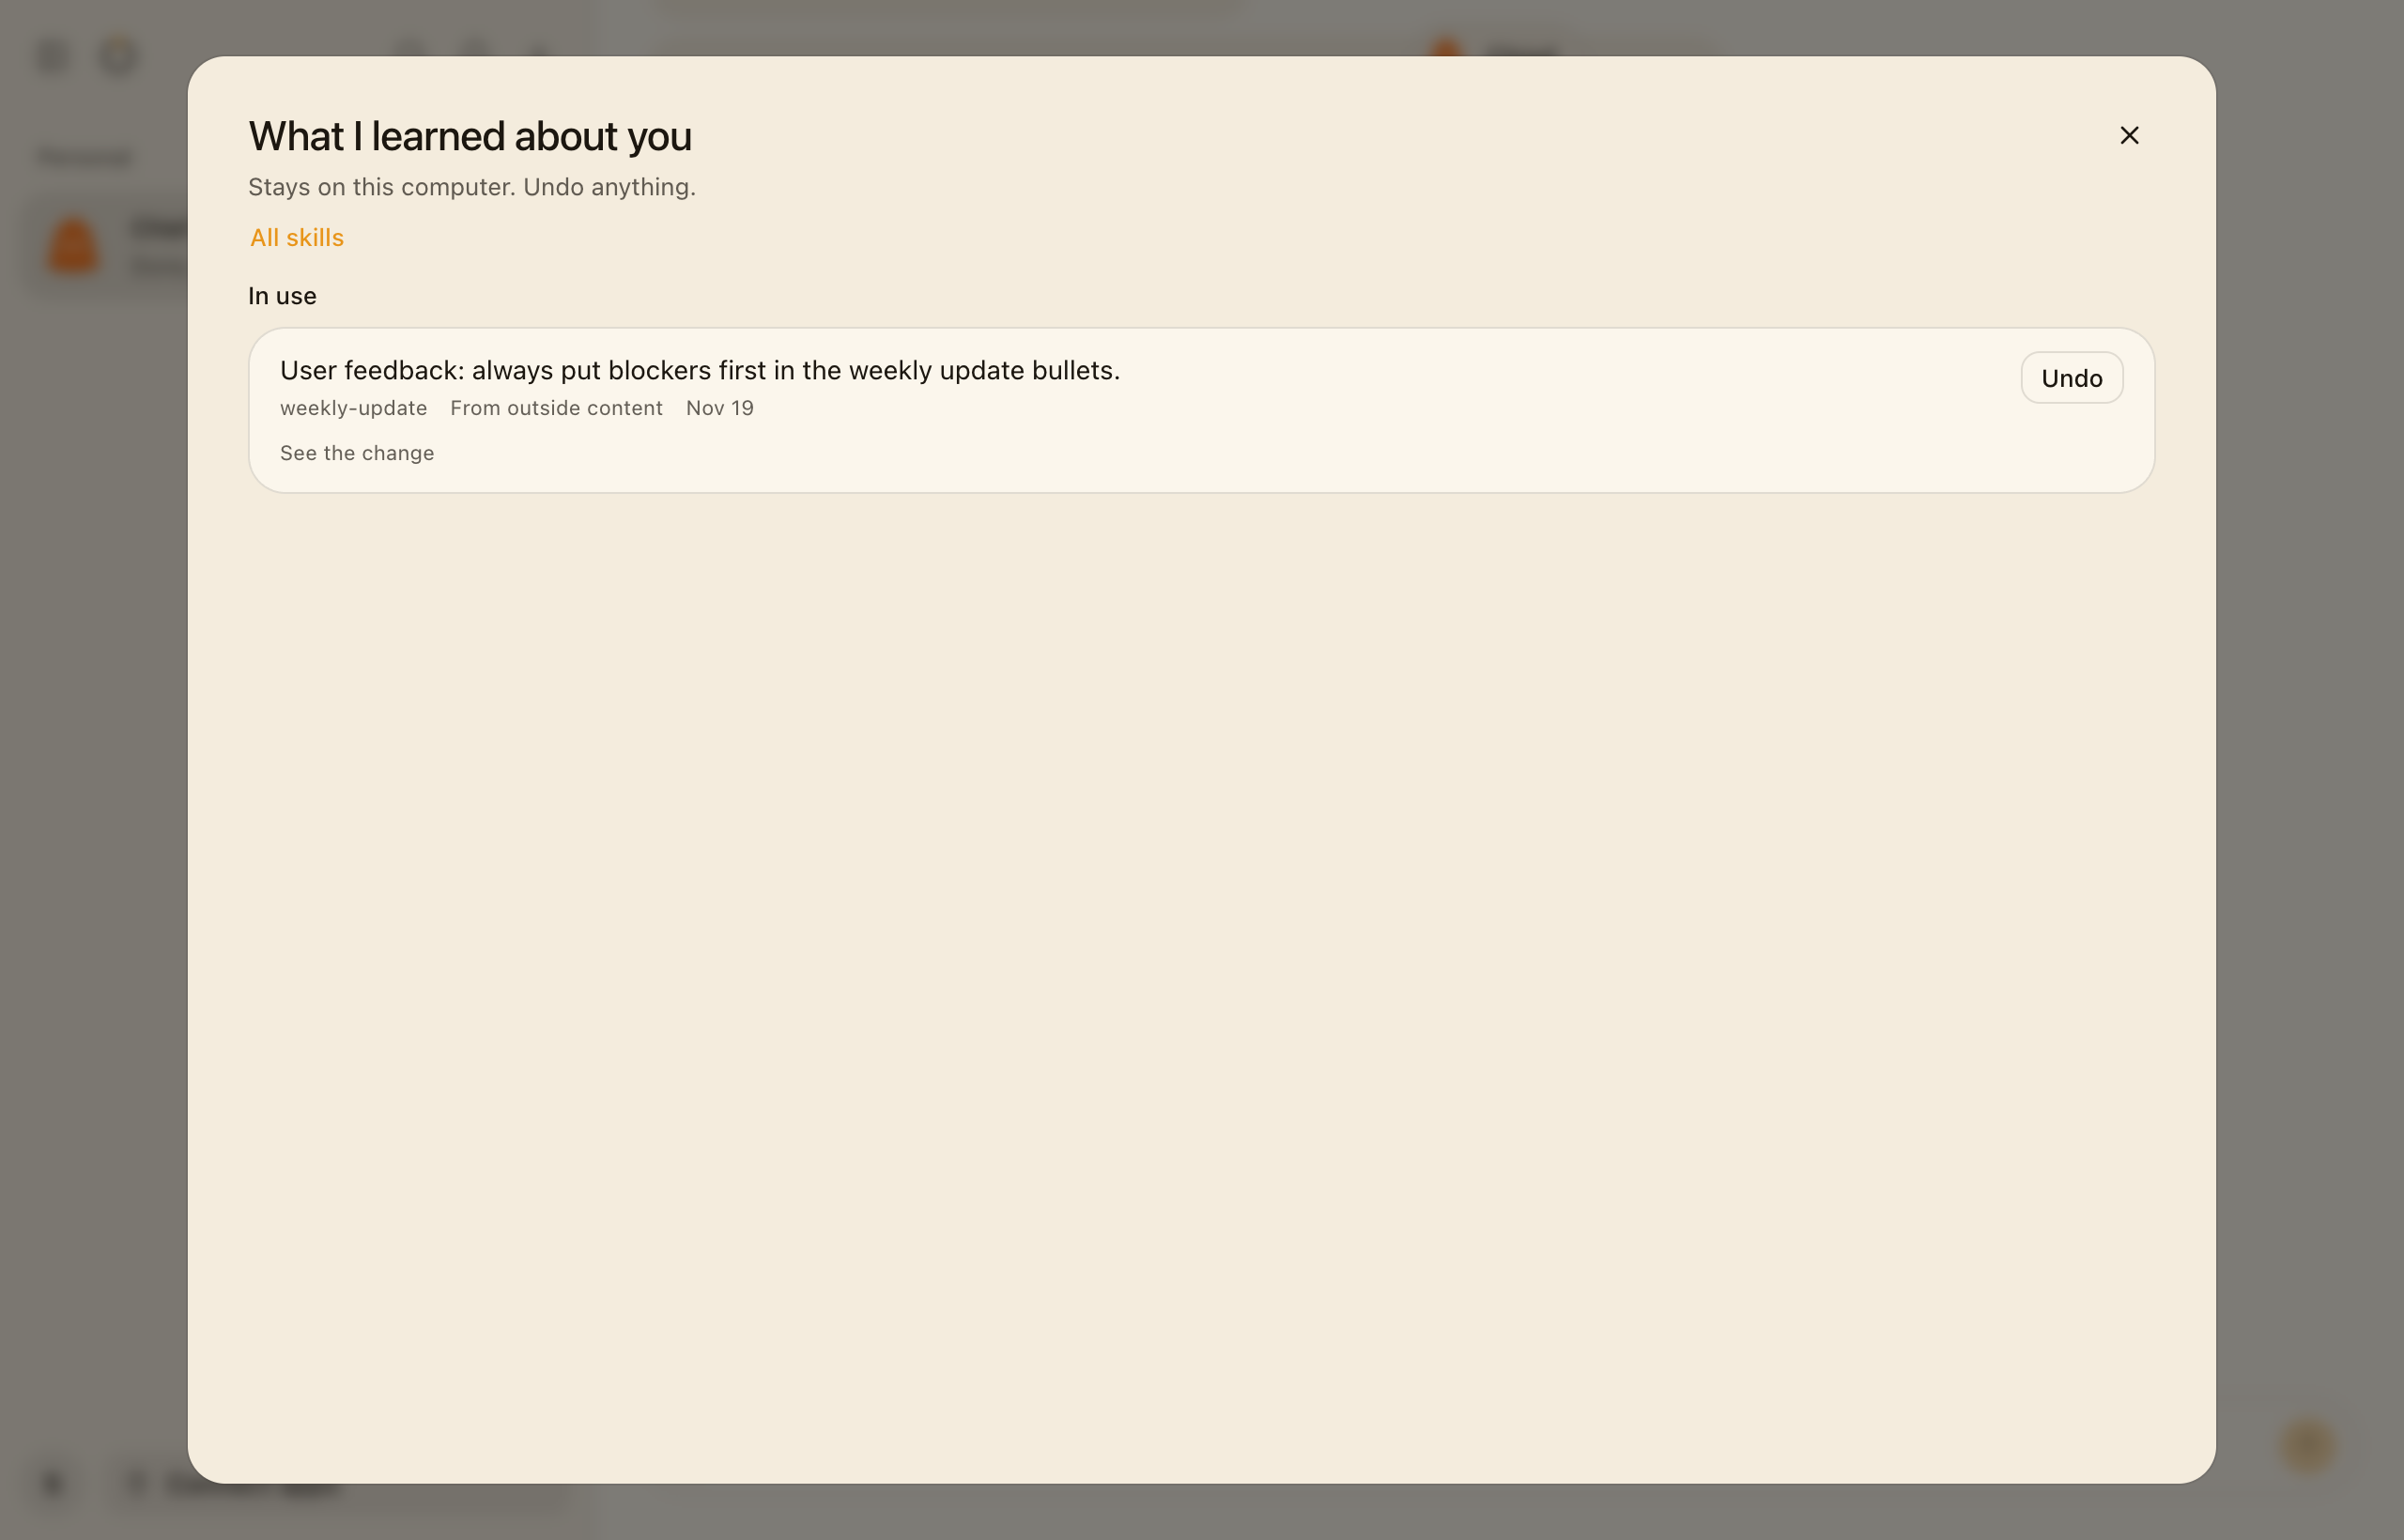 What I learned about you
Stays on this computer. Undo anything.
All skills
In use
User feedback: always put blockers first in the weekly update bullets.
Undo
weekly-update From outside content Nov 19
See the change